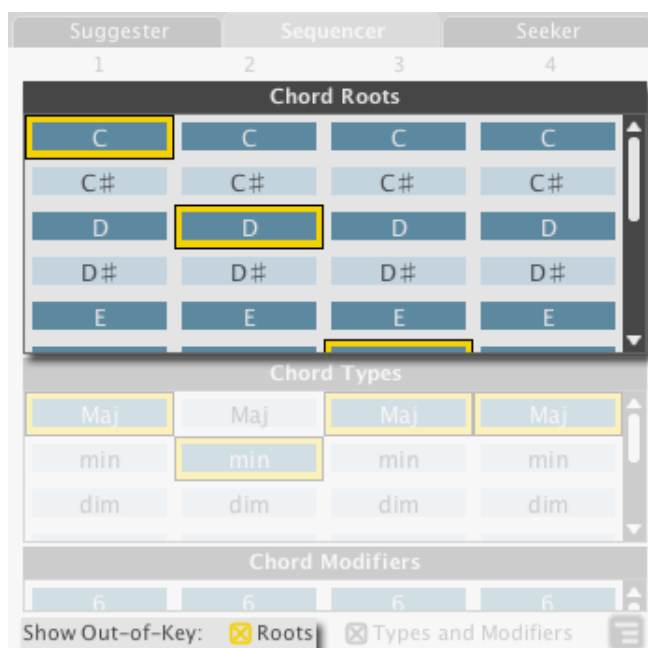 Suggester Sequencer Seeker
1 2 3 4
Chord Roots
C C C C
C♯ C♯ C♯ C♯
D D D D
D♯ D♯ D♯ D♯
E E E E
Chord Types
Maj Maj Maj Maj
min min min min
dim dim dim dim
Chord Modifiers
6 6 6 6
Show Out-of-Key: Roots Types and Modifiers